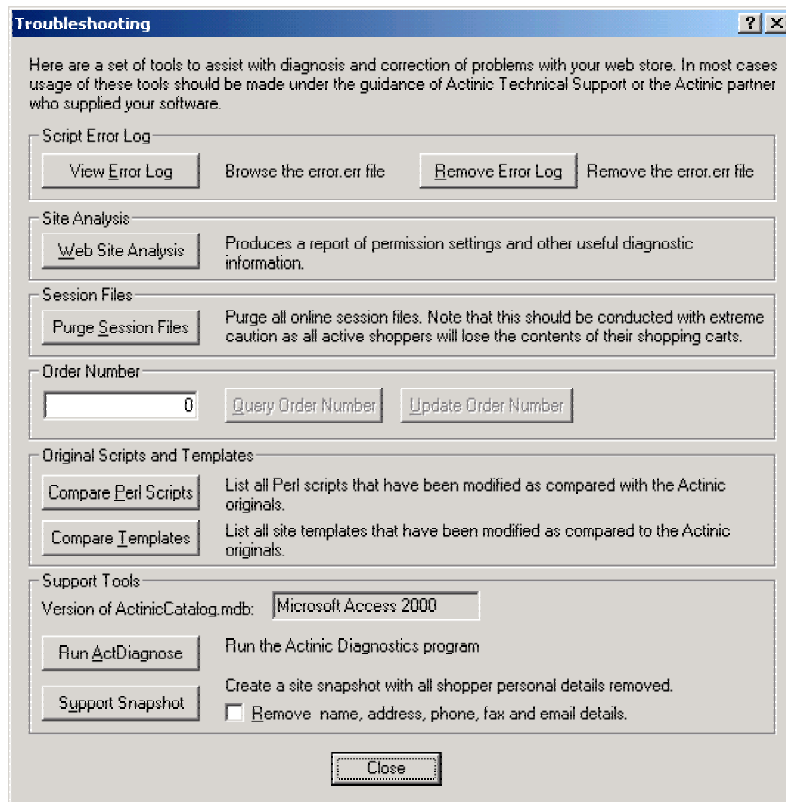 Troubleshooting
Here are a set of tools to assist with diagnosis and correction of problems with your web store. In most cases
usage of these tools should be made under the guidance of Actinic Technical Support or the Actinic partner
who supplied your software.
Script Error Log
View Error Log Browse the error.err file Remove Error Log Remove the error.err file
Site Analysis
Web Site Analysis Produces a report of permission settings and other useful diagnostic
information.
Session Files
Purge Session Files Purge all online session files. Note that this should be conducted with extreme
caution as all active shoppers will lose the contents of their shopping carts.
Order Number
0 Query Order Number Update Order Number
Original Scripts and Templates
Compare Perl Scripts List all Perl scripts that have been modified as compared with the Actinic
originals.
Compare Templates List all site templates that have been modified as compared to the Actinic
originals.
Support Tools
Version of ActinicCatalog.mdb: Microsoft Access 2000
Run ActDiagnose Run the Actinic Diagnostics program
Support Snapshot Create a site snapshot with all shopper personal details removed.
Remove name, address, phone, fax and email details.
Close